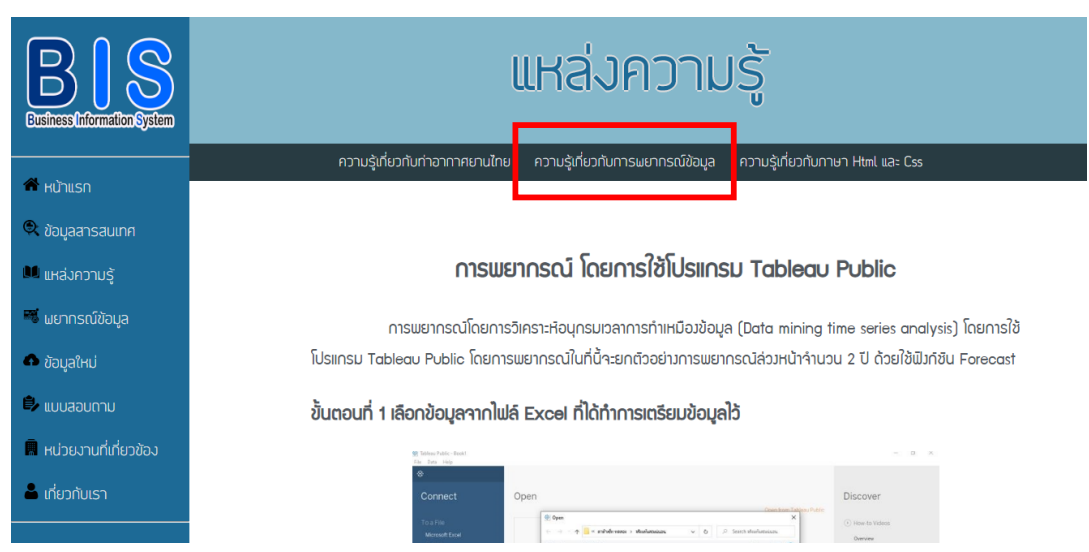 BIS
Business Information System
แหล่งความรู้
ความรู้เกี่ยวกับท่าอากาศยานไทย
ความรู้เกี่ยวกับการพยากรณ์ข้อมูล
ความรู้เกี่ยวกับภาษา Html และ Css
หน้าแรก
ข้อมูลสารสนเทศ
แหล่งความรู้
พยากรณ์ข้อมูล
ข้อมูลใหม่
แบบสอบถาม
หน่วยงานที่เกี่ยวข้อง
เกี่ยวกับเรา
การพยากรณ์ โดยการใช้โปรแกรม Tableau Public
การพยากรณ์โดยการวิเคราะห์อนุกรมเวลาการทำเหมืองข้อมูล (Data mining time series analysis) โดยการใช้
โปรแกรม Tableau Public โดยการพยากรณ์ในที่นี้จะยกตัวอย่างการพยากรณ์ล่วงหน้าจำนวน 2 ปี ด้วยใช้ฟังก์ชัน Forecast
ขั้นตอนที่ 1 เลือกข้อมูลจากไฟล์ Excel ที่ได้ทำการเตรียมข้อมูลไว้
Tableau Public - Book1
File Data Help
Connect
To a File
Microsoft Excel
Open
Open from Tableau Public
Open
Discover
How-to Videos
Overview